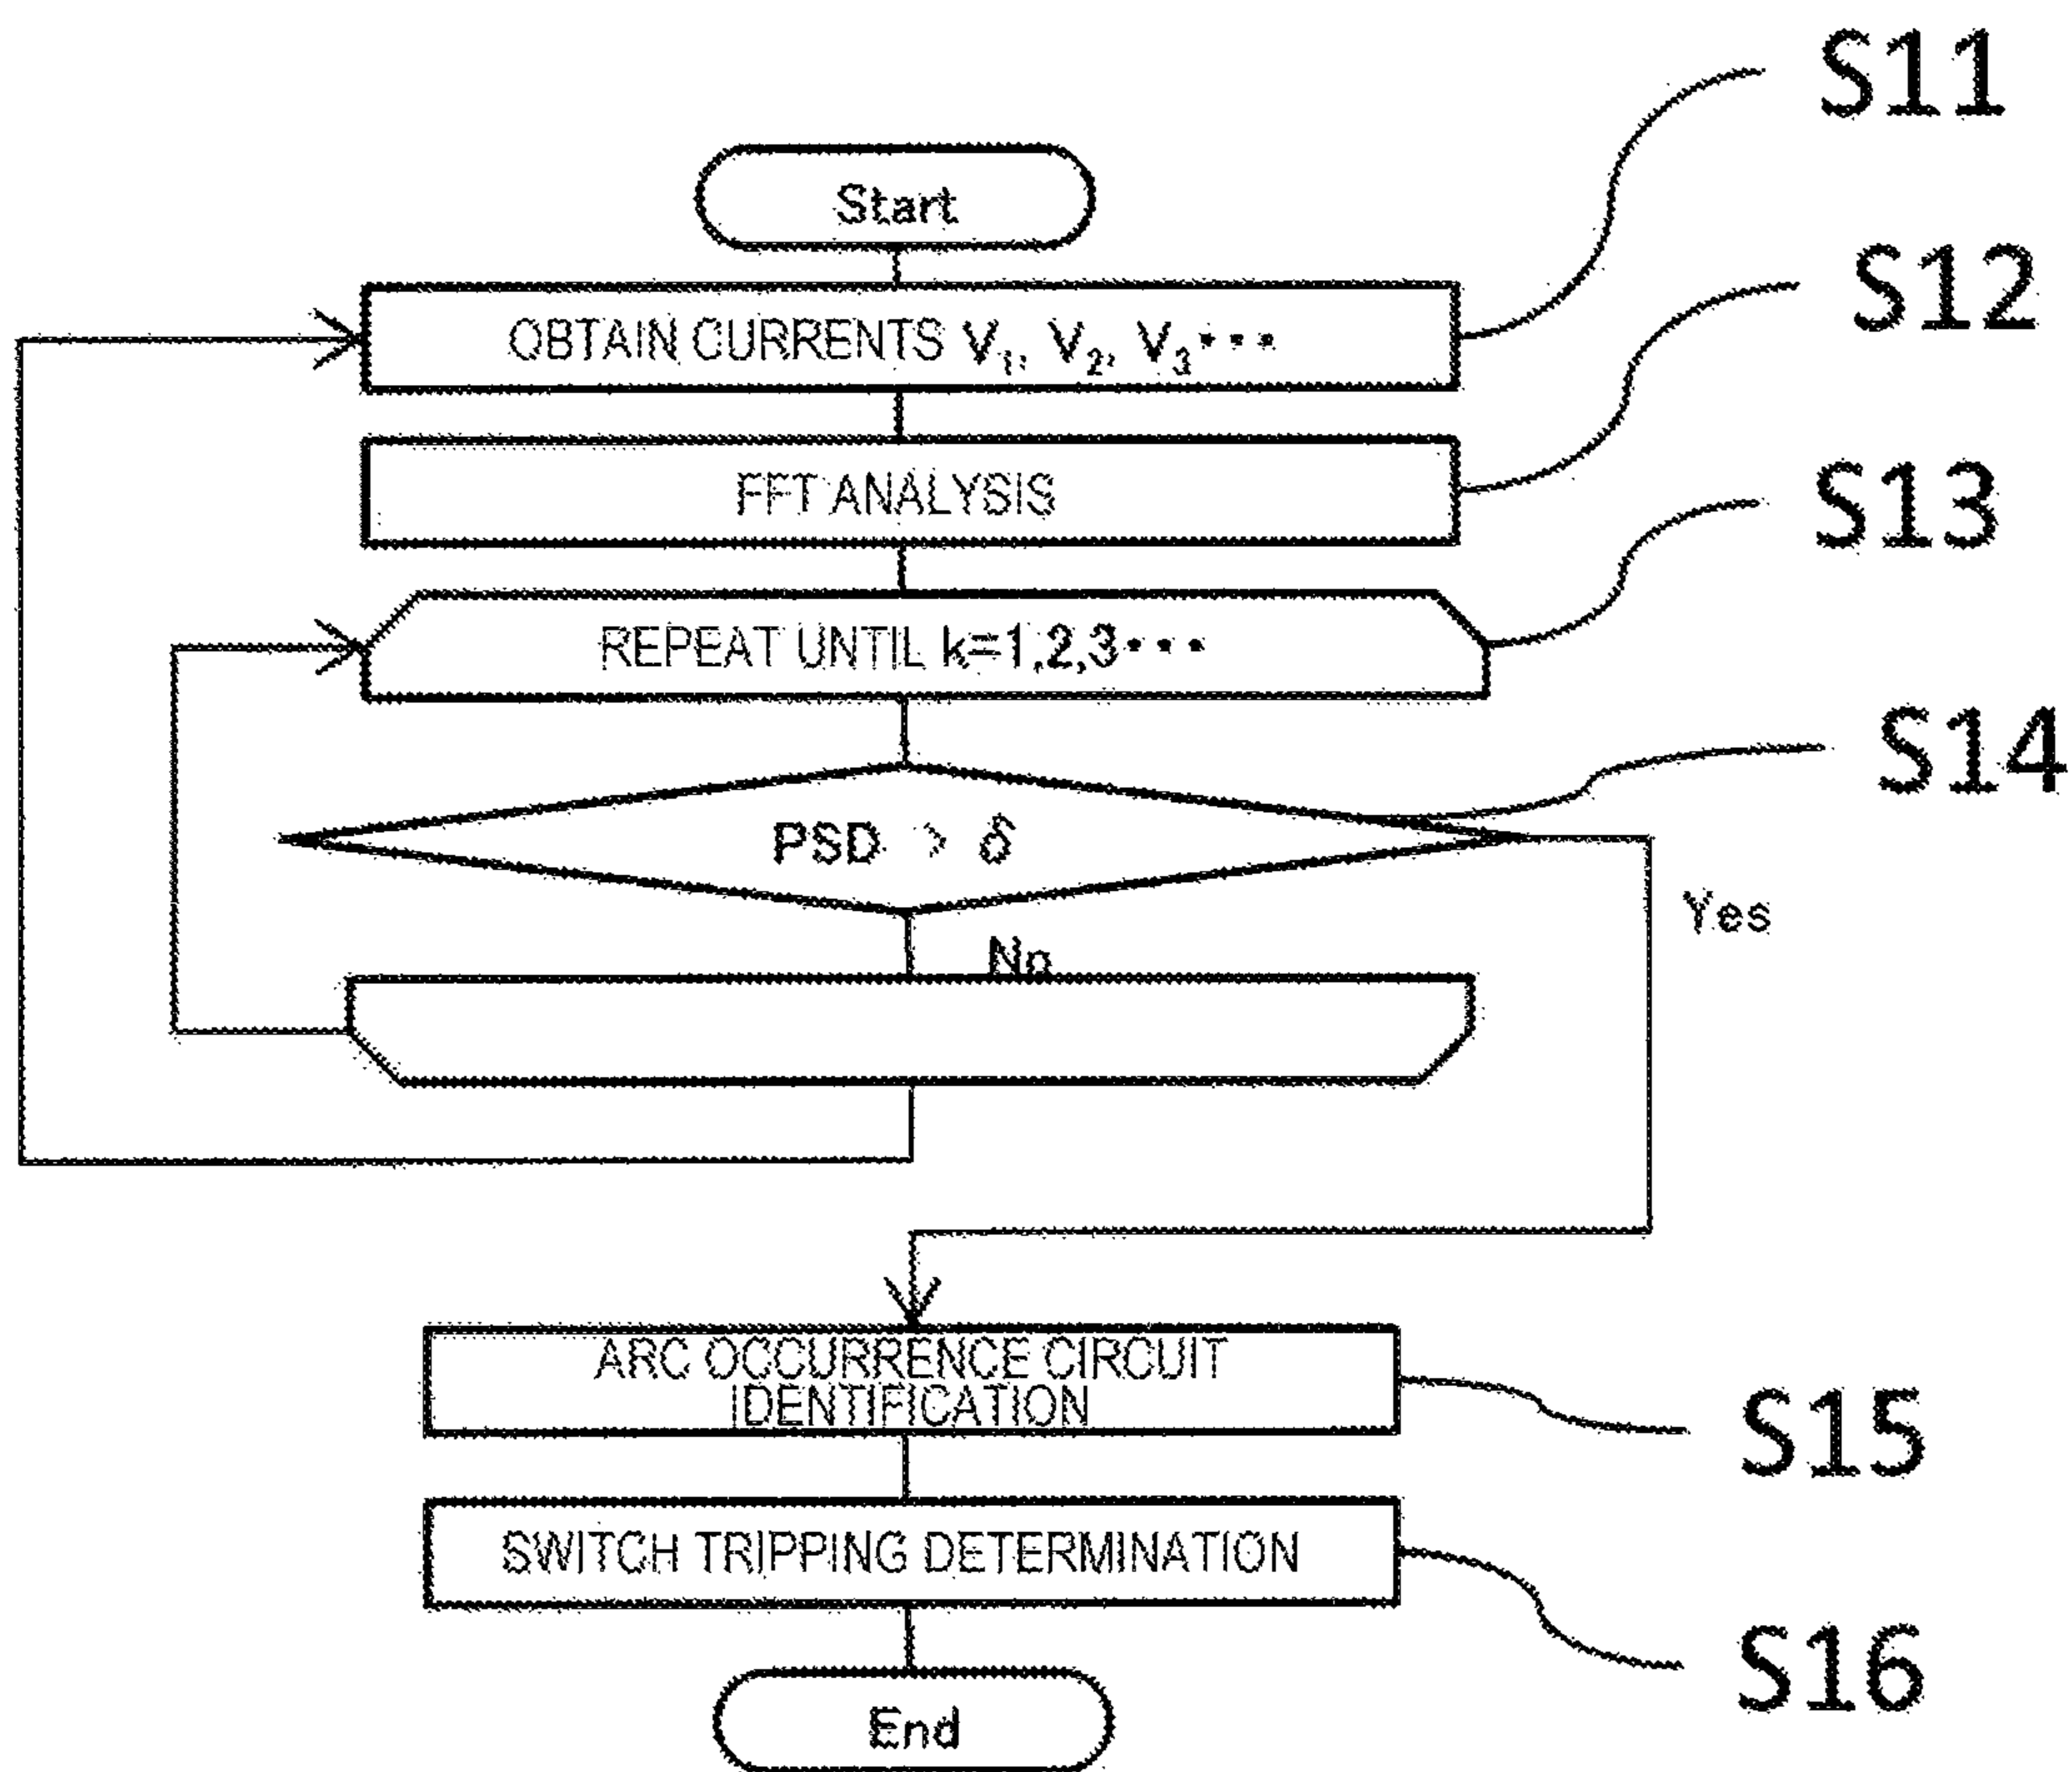 S11
Start
OBTAIN CURRENTS V₁, V₂, V₃・・・
S12
FFT ANALYSIS
S13
REPEAT UNTIL k=1,2,3・・・
S14
PSD > δ
Yes
No
ARC OCCURRENCE CIRCUIT
IDENTIFICATION
S15
SWITCH TRIPPING DETERMINATION
S16
End